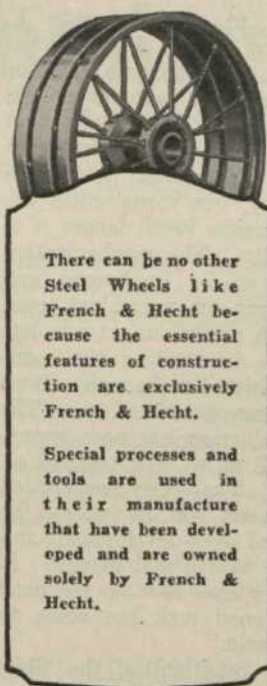 There can be no other
Steel Wheels like
French & Hecht be-
cause the essential
features of construc-
tion are exclusively
French & Hecht.
Special processes and
tools are used in
their manufacture
that have been devel-
oped and are owned
solely by French &
Hecht.